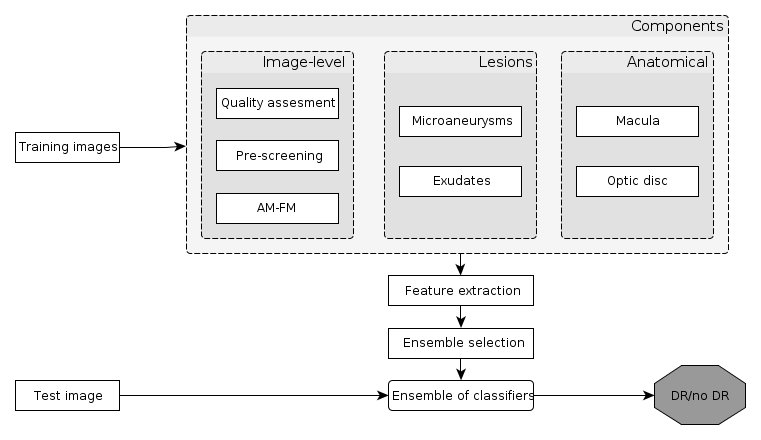 Components
Image-level
Lesions
Anatomical
Quality assesment
Microaneurysms
Macula
Training images
Pre-screening
Exudates
Optic disc
AM-FM
Feature extraction
Ensemble selection
Test image
Ensemble of classifiers
DR/no DR